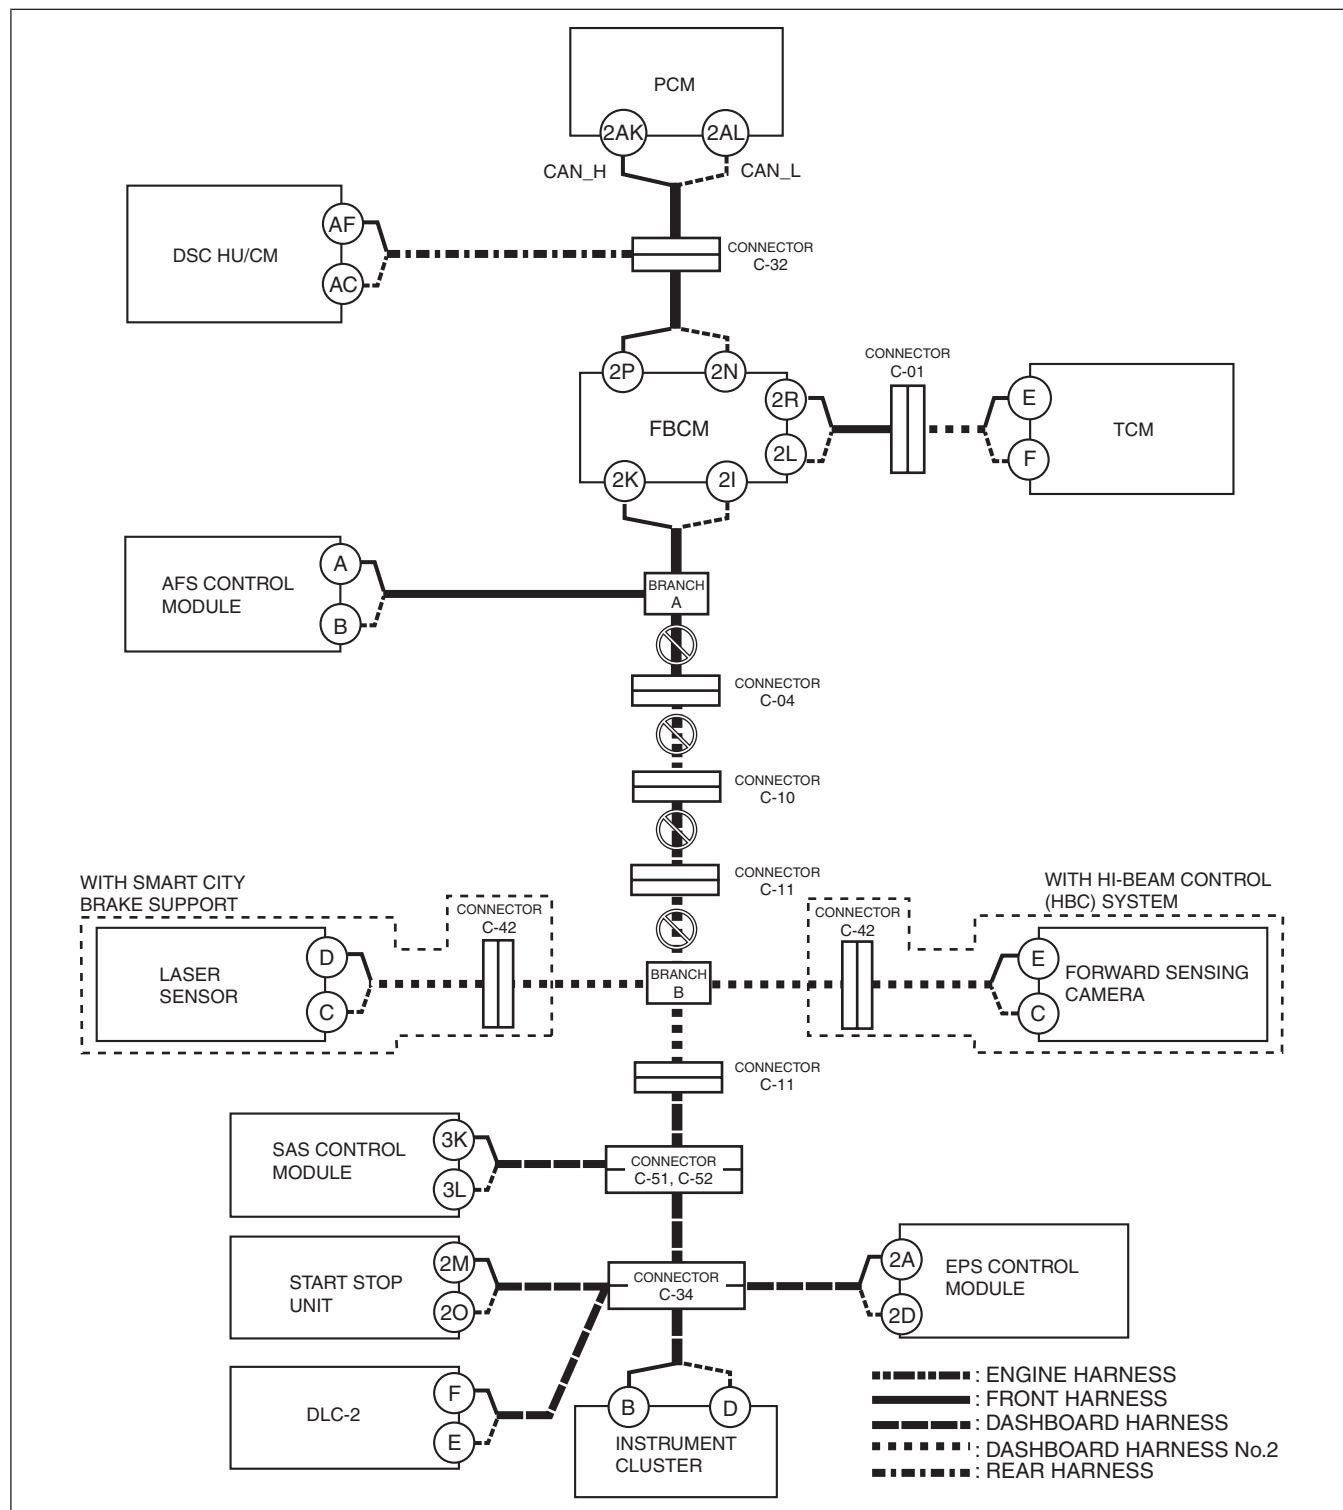 PCM
2AK
2AL
CAN_H
CAN_L
DSC HU/CM
AF
AC
CONNECTOR
C-32
2P
2N
FBCM
2R
2L
2K
2I
CONNECTOR
C-01
E
F
TCM
AFS CONTROL
MODULE
A
B
BRANCH
A
CONNECTOR
C-04
CONNECTOR
C-10
CONNECTOR
C-11
WITH SMART CITY
BRAKE SUPPORT
CONNECTOR
C-42
LASER
SENSOR
D
C
BRANCH
B
WITH HI-BEAM CONTROL
(HBC) SYSTEM
CONNECTOR
C-42
E
C
FORWARD SENSING
CAMERA
CONNECTOR
C-11
SAS CONTROL
MODULE
3K
3L
CONNECTOR
C-51, C-52
START STOP
UNIT
2M
2O
CONNECTOR
C-34
2A
2D
EPS CONTROL
MODULE
DLC-2
F
E
B
D
INSTRUMENT
CLUSTER
: ENGINE HARNESS
: FRONT HARNESS
: DASHBOARD HARNESS
: DASHBOARD HARNESS No.2
: REAR HARNESS